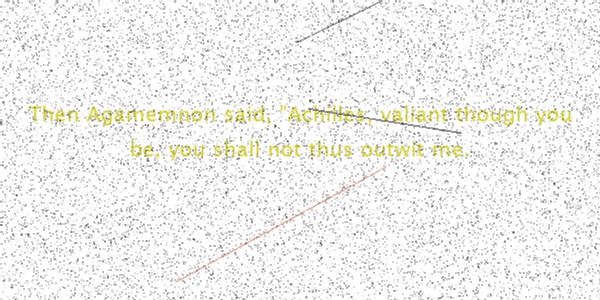 Then Agamemnon said, "Achilles, valiant though you
be, you shall not thus outwit me.